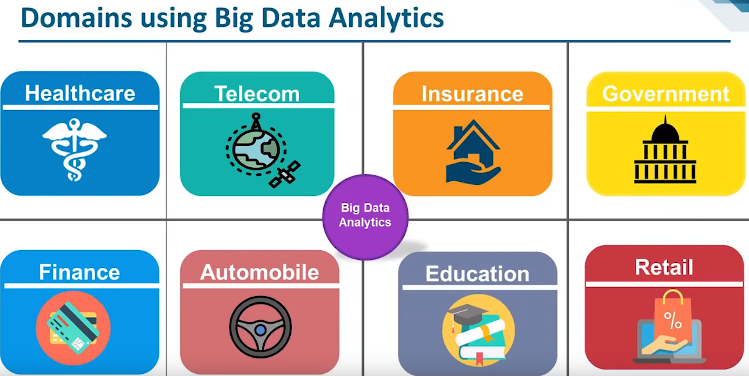 Domains using Big Data Analytics
Healthcare
Telecom
Insurance
Government
Big Data
Analytics
Finance
Automobile
Education
Retail
%